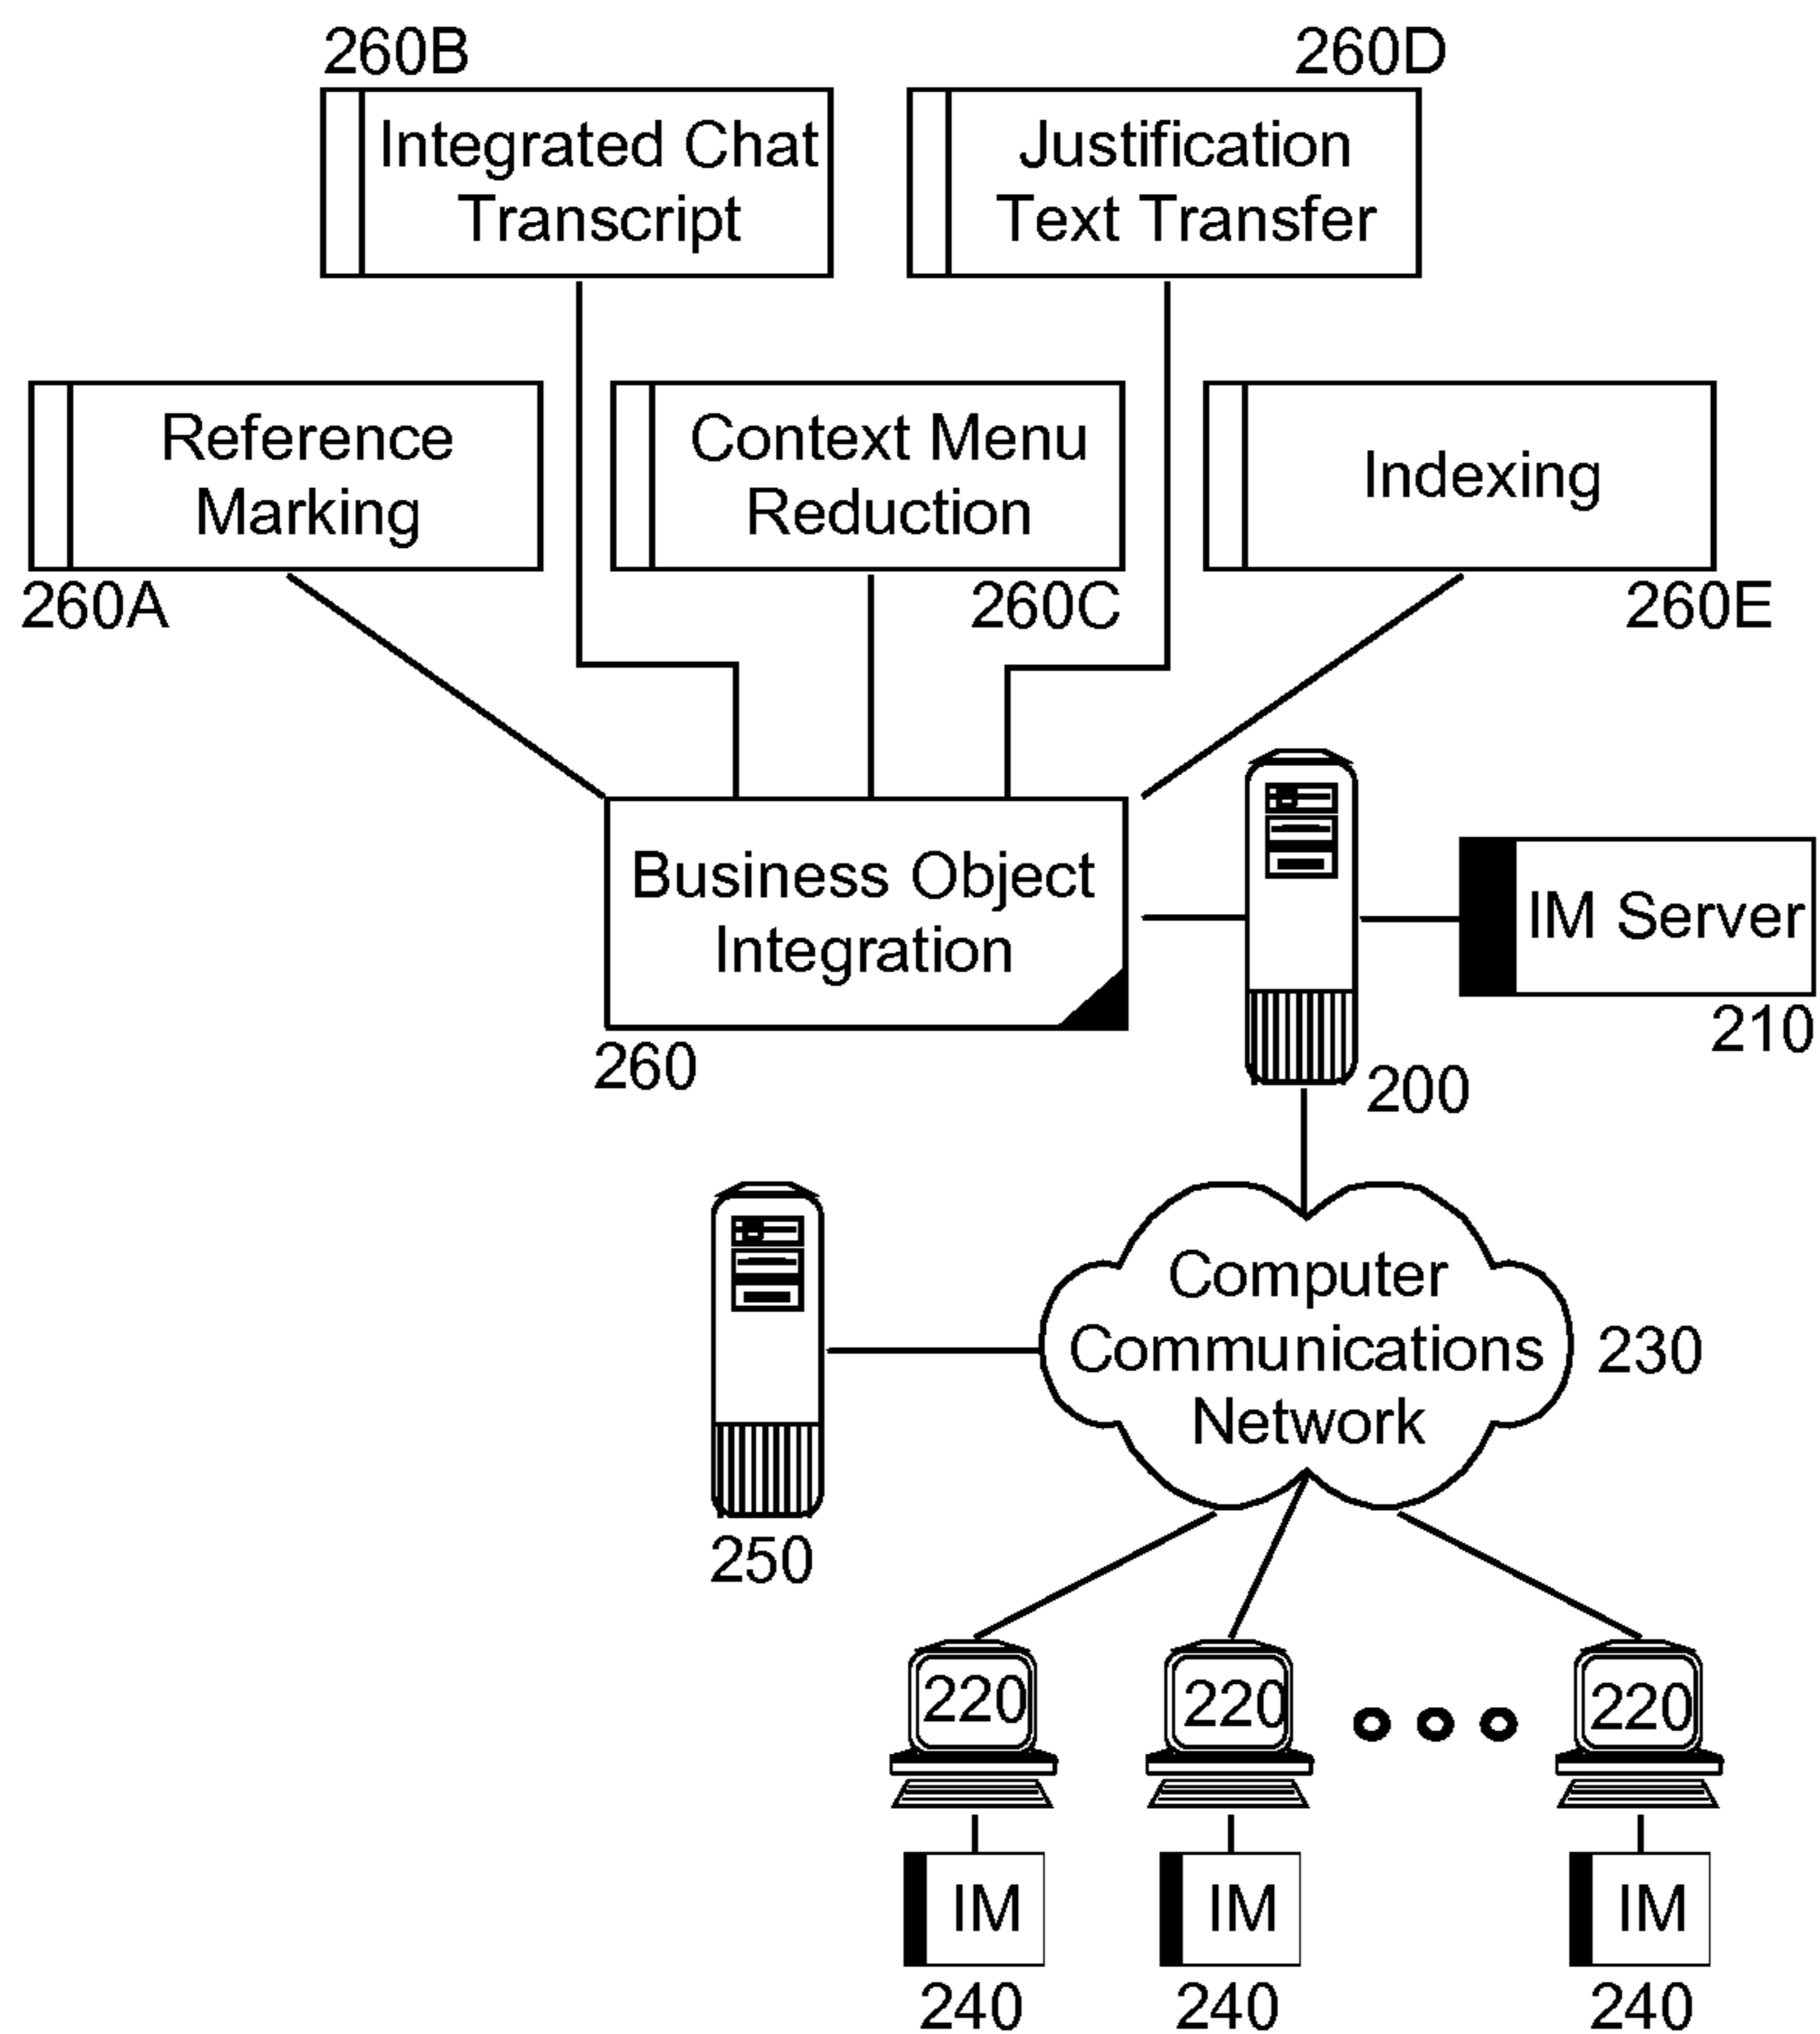 260B
260D
Integrated Chat
Transcript
Justification
Text Transfer
Reference
Marking
Context Menu
Reduction
Indexing
260A
260C
260E
Business Object
Integration
IM Server
260
200
210
Computer
Communications
Network
230
250
220
220
220
IM
IM
IM
240
240
240